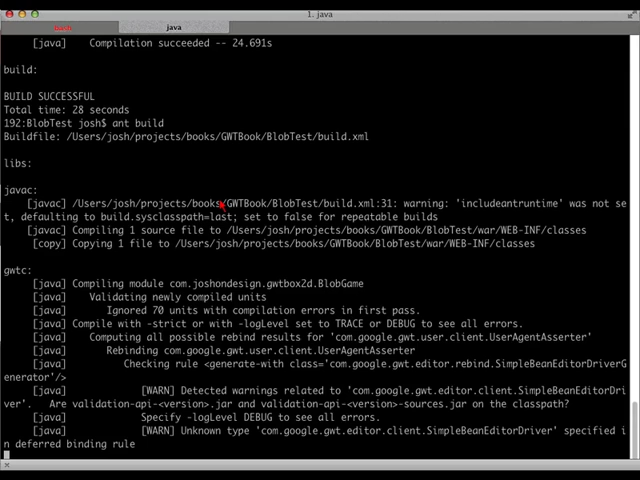 1. java
bash
java
[java] Compilation succeeded -- 24.691s
build:
BUILD SUCCESSFUL
Total time: 28 seconds
192:BlobTest josh$ ant build
Buildfile: /Users/josh/projects/books/GWTBook/BlobTest/build.xml
libs:
javac:
[javac] /Users/josh/projects/books/GWTBook/BlobTest/build.xml:31: warning: 'includeantruntime' was not se
t, defaulting to build.sysclasspath=last; set to false for repeatable builds
[javac] Compiling 1 source file to /Users/josh/projects/books/GWTBook/BlobTest/war/WEB-INF/classes
[copy] Copying 1 file to /Users/josh/projects/books/GWTBook/BlobTest/war/WEB-INF/classes
gwtc:
[java] Compiling module com.joshondesign.gwtbox2d.BlobGame
[java] Validating newly compiled units
[java] Ignored 70 units with compilation errors in first pass.
[java] Compile with -strict or with -logLevel set to TRACE or DEBUG to see all errors.
[java] Computing all possible rebind results for 'com.google.gwt.user.client.UserAgentAsserter'
[java] Rebinding com.google.gwt.user.client.UserAgentAsserter
[java] Checking rule <generate-with class='com.google.gwt.editor.rebind.SimpleBeanEditorDriverG
enerator'/>
[java] [WARN] Detected warnings related to 'com.google.gwt.editor.client.SimpleBeanEditorDri
ver'. Are validation-api-<version>.jar and validation-api-<version>-sources.jar on the classpath?
[java] Specify -logLevel DEBUG to see all errors.
[java] [WARN] Unknown type 'com.google.gwt.editor.client.SimpleBeanEditorDriver' specified i
n deferred binding rule